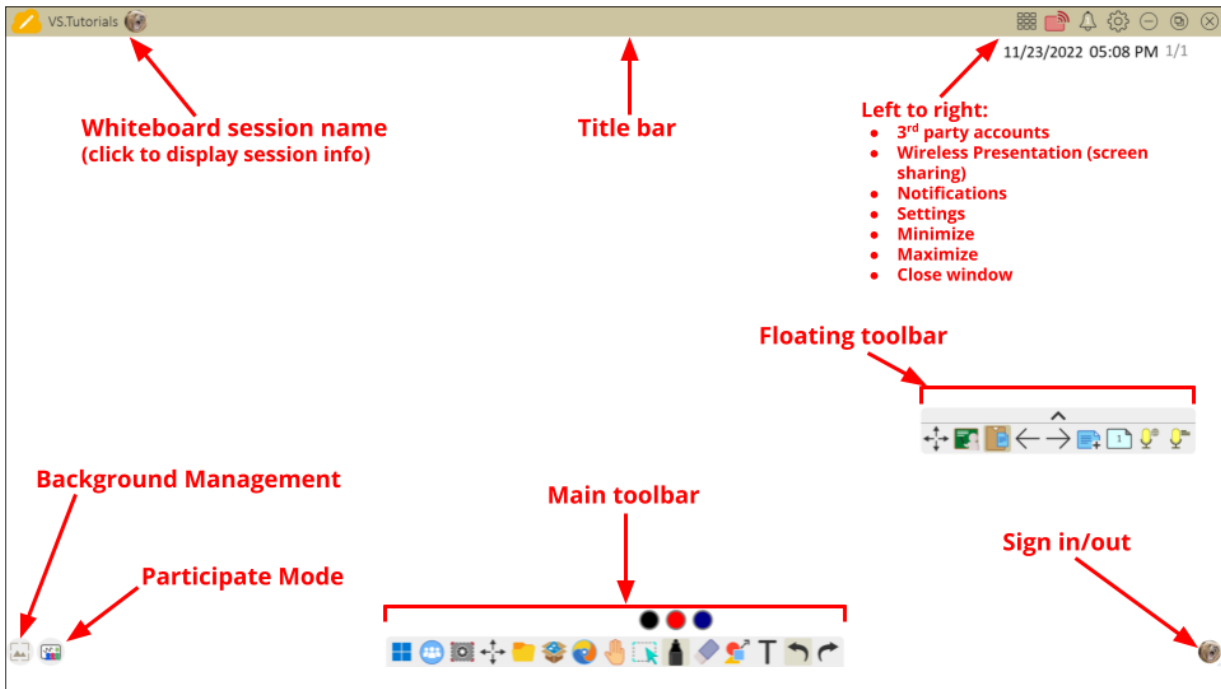 VS.Tutorials
11/23/2022 05:08 PM 1/1
Whiteboard session name
(click to display session info)
Title bar
Left to right:
● 3rd party accounts
● Wireless Presentation (screen
sharing)
● Notifications
● Settings
● Minimize
● Maximize
● Close window
Floating toolbar
1
Background Management
Main toolbar
Sign in/out
Participate Mode
T